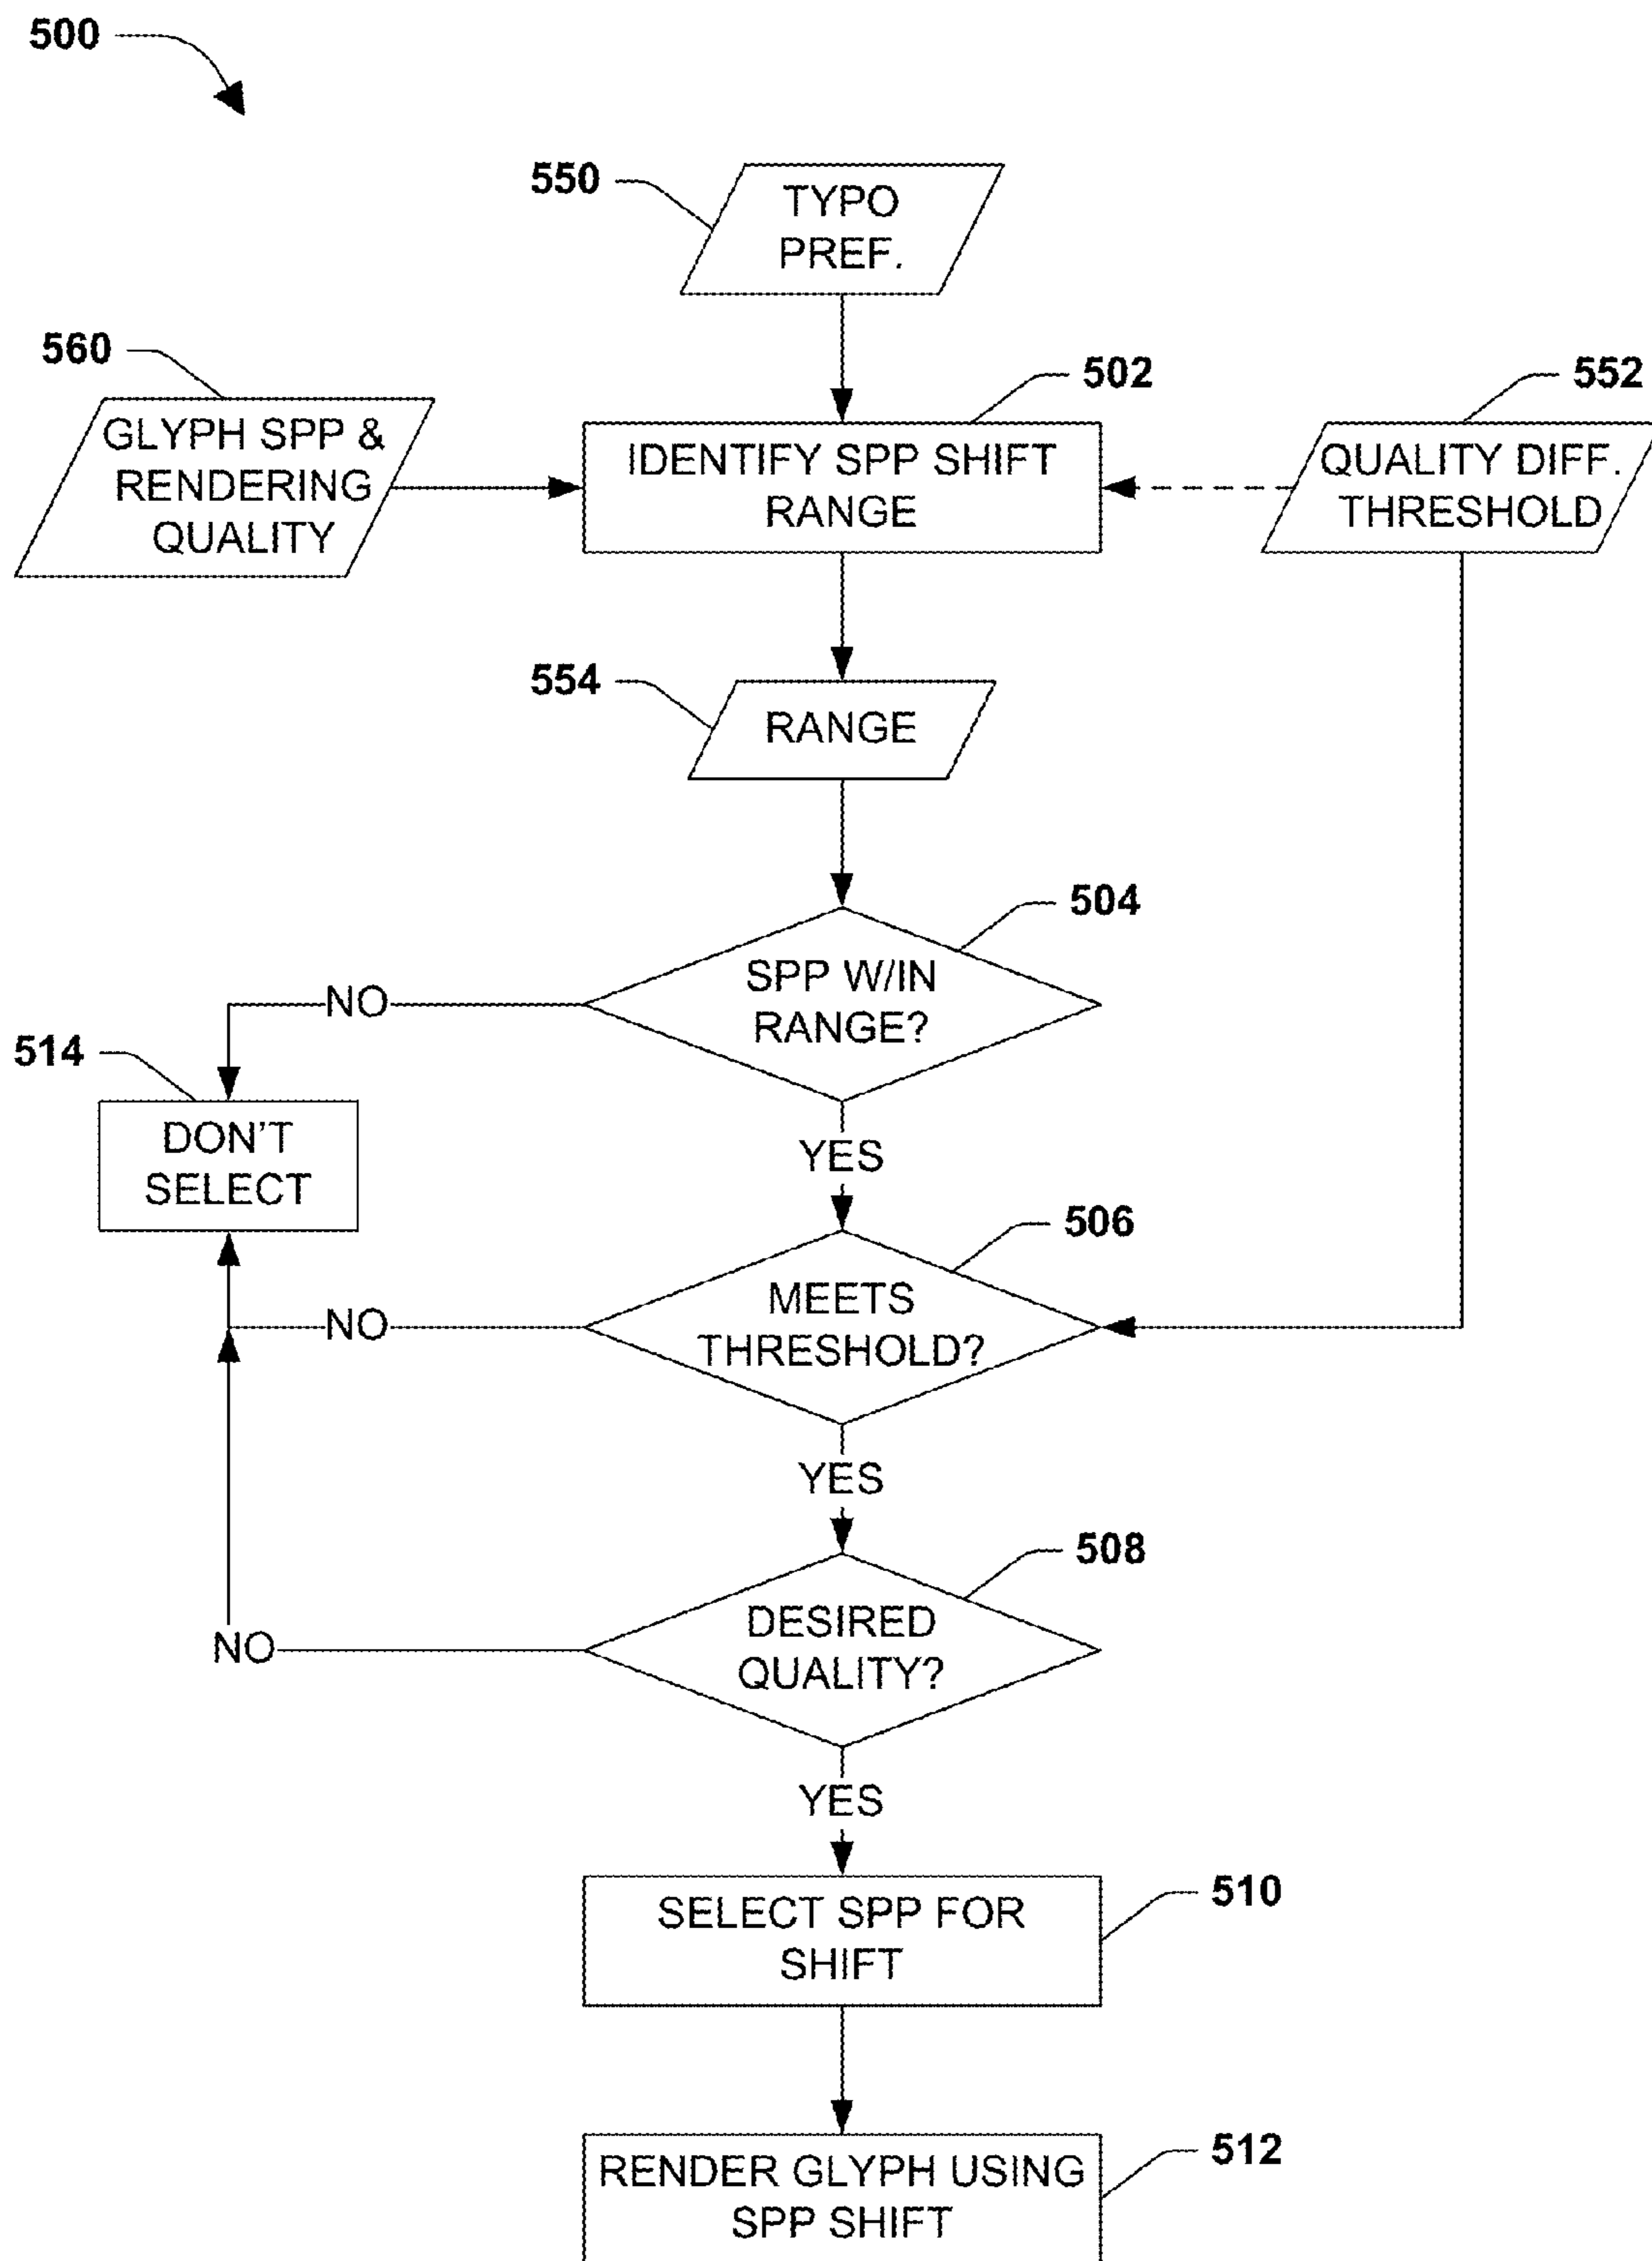 500
550
TYPO
PREF.
560
502
552
GLYPH SPP &
RENDERING
QUALITY
IDENTIFY SPP SHIFT
RANGE
QUALITY DIFF.
THRESHOLD
554
RANGE
504
SPP W/IN
RANGE?
NO
514
DON'T
SELECT
YES
506
MEETS
THRESHOLD?
NO
YES
508
DESIRED
QUALITY?
NO
YES
510
SELECT SPP FOR
SHIFT
512
RENDER GLYPH USING
SPP SHIFT